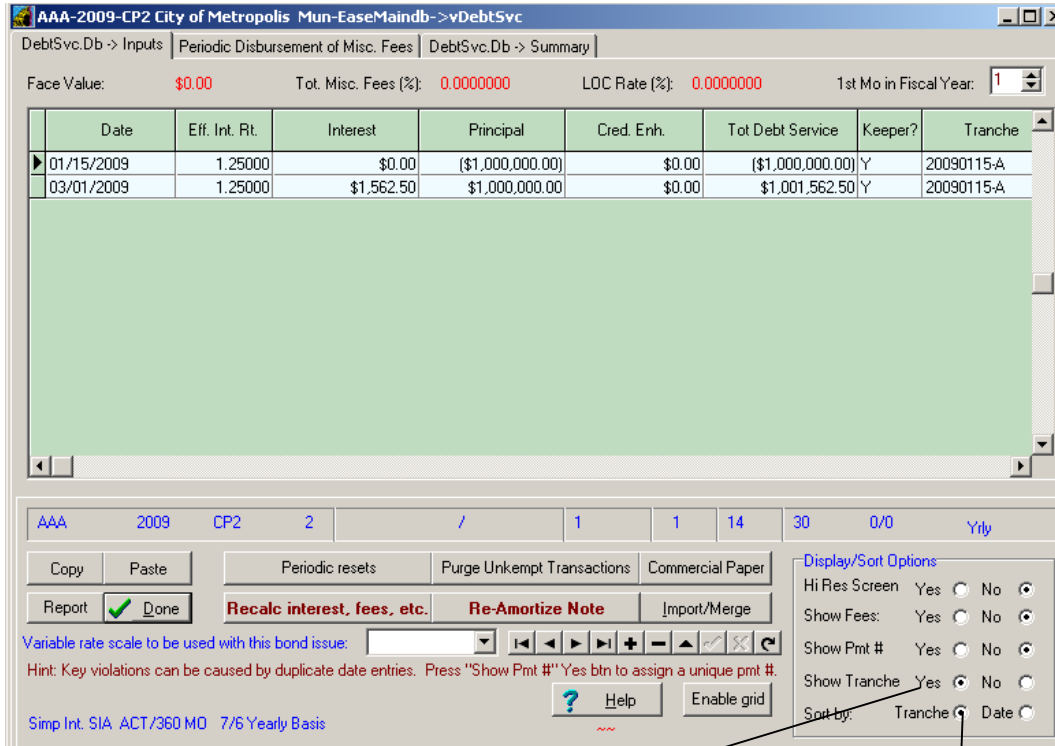 AAA-2009-CP2 City of Metropolis Mun-EaseMaindb->vDebtSvc
DebtSvc.Db -> Inputs Periodic Disbursement of Misc. Fees DebtSvc.Db -> Summary
Face Value: $0.00 Tot. Misc. Fees (%): 0.0000000 LOC Rate (%): 0.0000000 1st Mo in Fiscal Year: 1
Date Eff. Int. Rt. Interest Principal Cred. Enh. Tot Debt Service Keeper? Tranche
01/15/2009 1.25000 $0.00 ($1,000,000.00) $0.00 ($1,000,000.00) Y 20090115-A
03/01/2009 1.25000 $1,562.50 $1,000,000.00 $0.00 $1,001,562.50 Y 20090115-A
AAA 2009 CP2 2 / 1 1 14 30 0/0 Yrly
Copy Paste Periodic resets Purge Unkempt Transactions Commercial Paper
Report Done Recalc interest, fees, etc. Re-Amortize Note Import/Merge
Variable rate scale to be used with this bond issue:
Hint: Key violations can be caused by duplicate date entries. Press "Show Pmt #" Yes btn to assign a unique pmt #.
? Help Enable grid
Simp Int. SIA ACT/360 MO 7/6 Yearly Basis ~~
Display/Sort Options
Hi Res Screen Yes No
Show Fees: Yes No
Show Pmt # Yes No
Show Tranche Yes No
Sort by: Tranche Date